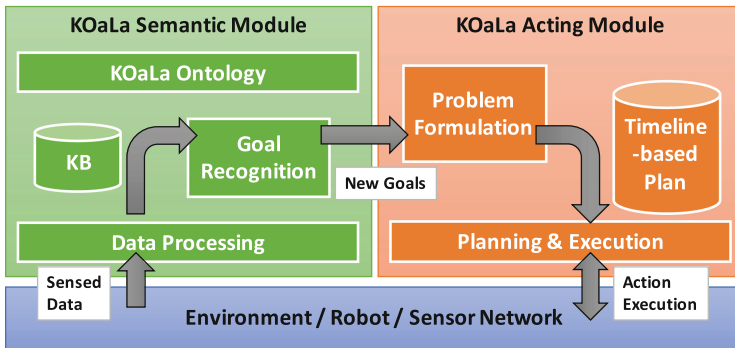 KOaLa Semantic Module
KOaLa Ontology
KB
Goal
Recognition
Data Processing
Sensed
Data
New Goals
KOaLa Acting Module
Problem
Formulation
Timeline
-based
Plan
Planning & Execution
Action
Execution
Environment / Robot / Sensor Network